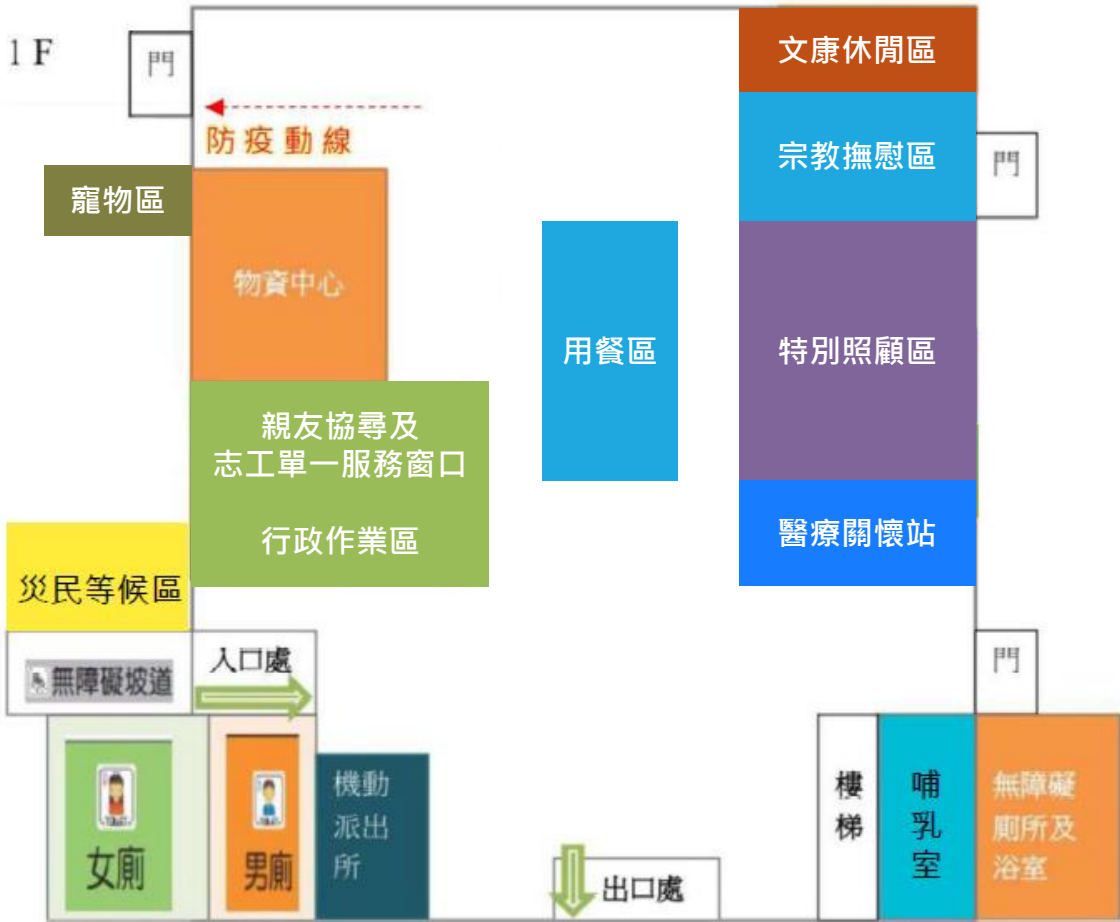 1F
門
文康休閒區
防疫動線
宗教撫慰區
門
寵物區
物資中心
用餐區
特別照顧區
親友協尋及
志工單一服務窗口
行政作業區
醫療關懷站
災民等候區
無障礙坡道
入口處
門
女廁
男廁
機動
派出
所
出口處
樓
梯
哺
乳
室
無障礙
廁所及
浴室